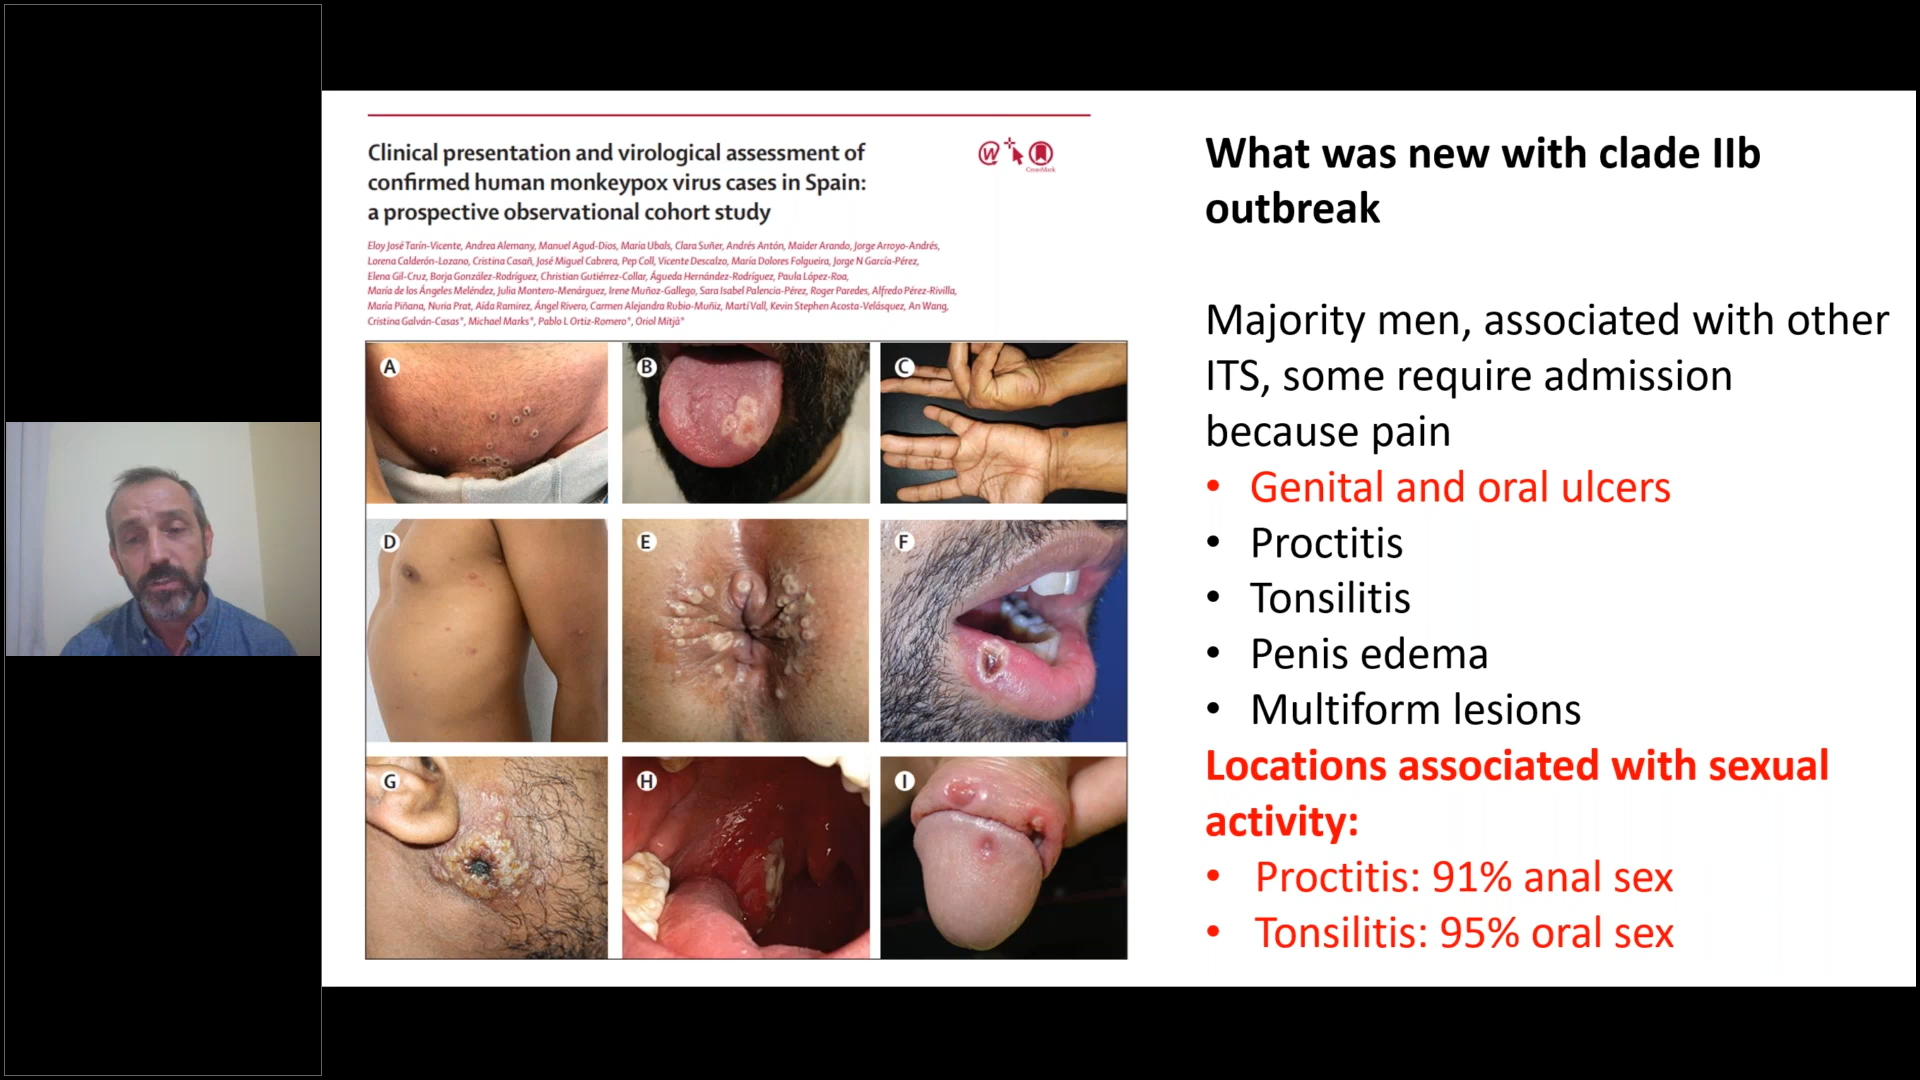 Clinical presentation and virological assessment of
confirmed human monkeypox virus cases in Spain:
a prospective observational cohort study
CrossMark
Eloy José Tarín-Vicente, Andrea Alemany, Manuel Agud-Dios, Maria Ubals, Clara Suñer, Andrés Antón, Maider Arando, Jorge Arroyo-Andrés,
Lorena Calderón-Lozano, Cristina Casañ, José Miguel Cabrera, Pep Coll, Vicente Descalzo, María Dolores Folgueira, Jorge N García-Pérez,
Elena Gil-Cruz, Borja González-Rodríguez, Christian Gutiérrez-Collar, Águeda Hernández-Rodríguez, Paula López-Roa,
María de los Ángeles Meléndez, Julia Montero-Menárguez, Irene Muñoz-Gallego, Sara Isabel Palencia-Pérez, Roger Paredes, Alfredo Pérez-Rivilla,
María Piñana, Nuria Prat, Aída Ramirez, Ángel Rivero, Carmen Alejandra Rubio-Muñiz, Martí Vall, Kevin Stephen Acosta-Velásquez, An Wang,
Cristina Galván-Casas*, Michael Marks*, Pablo L Ortiz-Romero*, Oriol Mitjà*
A
B
C
D
E
F
G
H
I
What was new with clade IIb
outbreak
Majority men, associated with other
ITS, some require admission
because pain
• Genital and oral ulcers
• Proctitis
• Tonsilitis
• Penis edema
• Multiform lesions
Locations associated with sexual
activity:
• Proctitis: 91% anal sex
• Tonsilitis: 95% oral sex